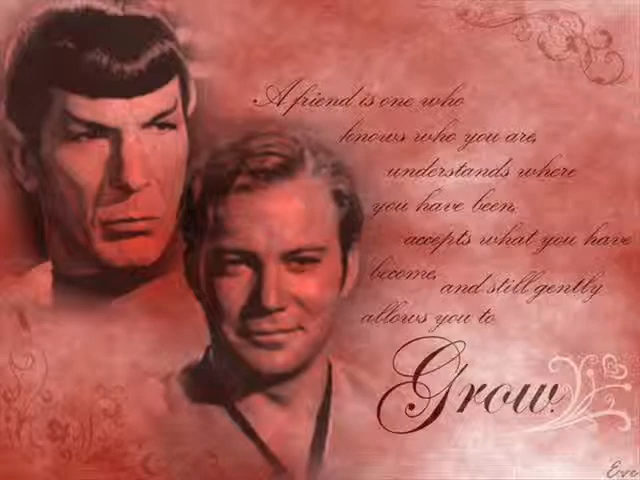 A friend is one who
knows who you are,
understands where
you have been,
accepts what you have
become,
and still gently
allows you to
Grow.